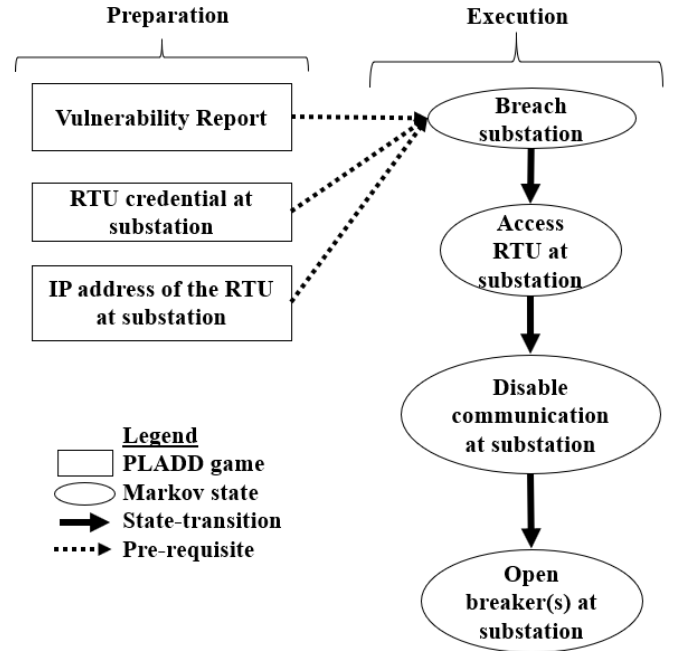 Preparation
Execution
Vulnerability Report
RTU credential at
substation
IP address of the RTU
at substation
Breach
substation
Access
RTU at
substation
Disable
communication
at substation
Open
breaker(s) at
substation
Legend
PLADD game
Markov state
State-transition
Pre-requisite